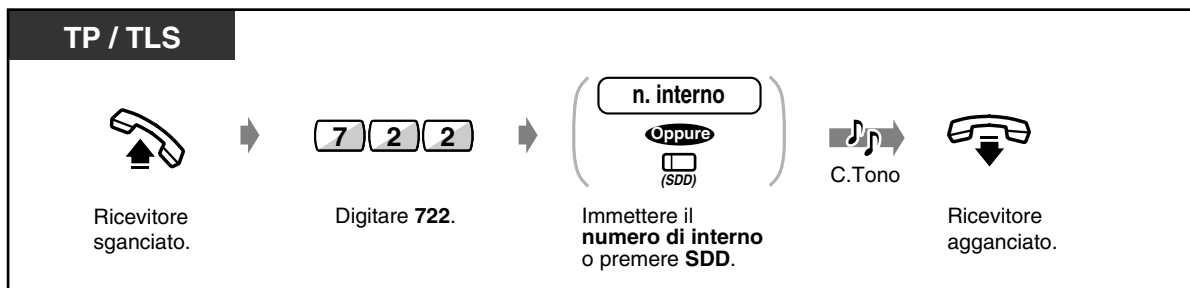 TP / TLS
7 2 2
n. interno
Oppure
(SDD)
C.Tono
Ricevitore
sganciato.
Digitare 722.
Immettere il
numero di interno
o premere SDD.
Ricevitore
agganciato.